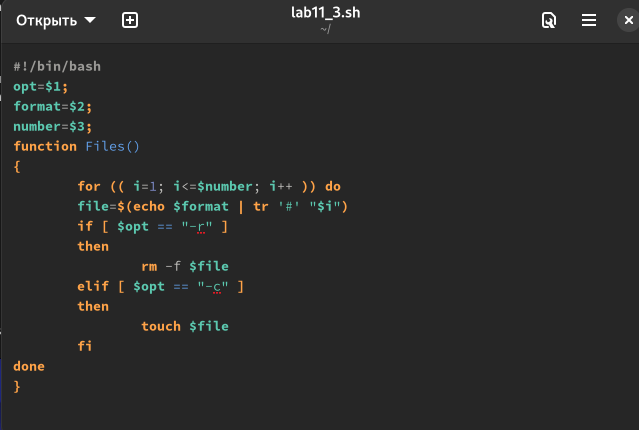 Открыть
lab11_3.sh
~/
#!/bin/bash
opt=$1;
format=$2;
number=$3;
function Files()
{
for (( i=1; i<=$number; i++ )) do
file=$(echo $format | tr '#' "$i")
if [ $opt == "-r" ]
then
rm -f $file
elif [ $opt == "-c" ]
then
touch $file
fi
done
}